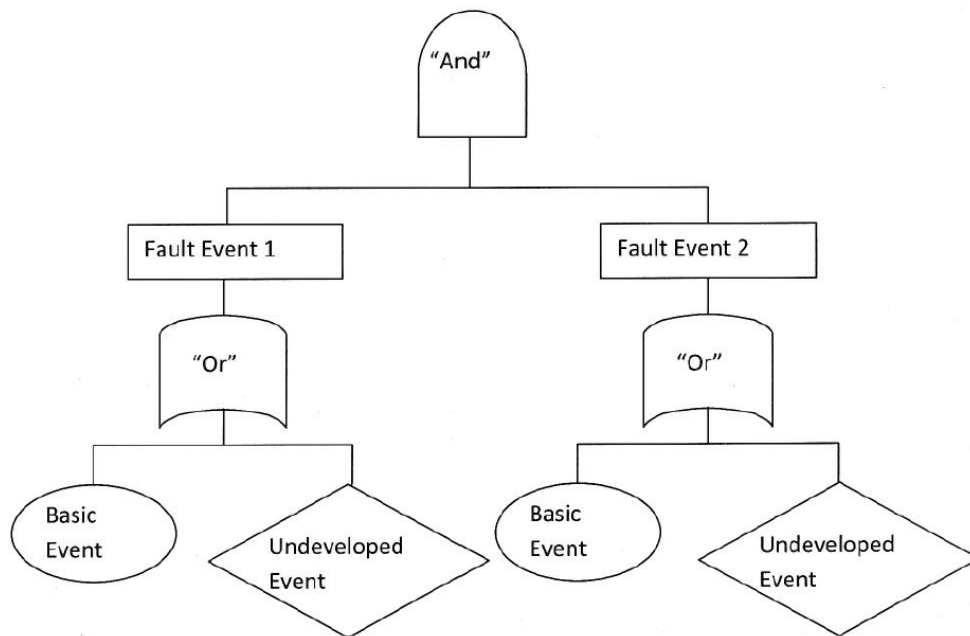 “And”
Fault Event 1
Fault Event 2
“Or”
“Or”
Basic
Event
Undeveloped
Event
Basic
Event
Undeveloped
Event